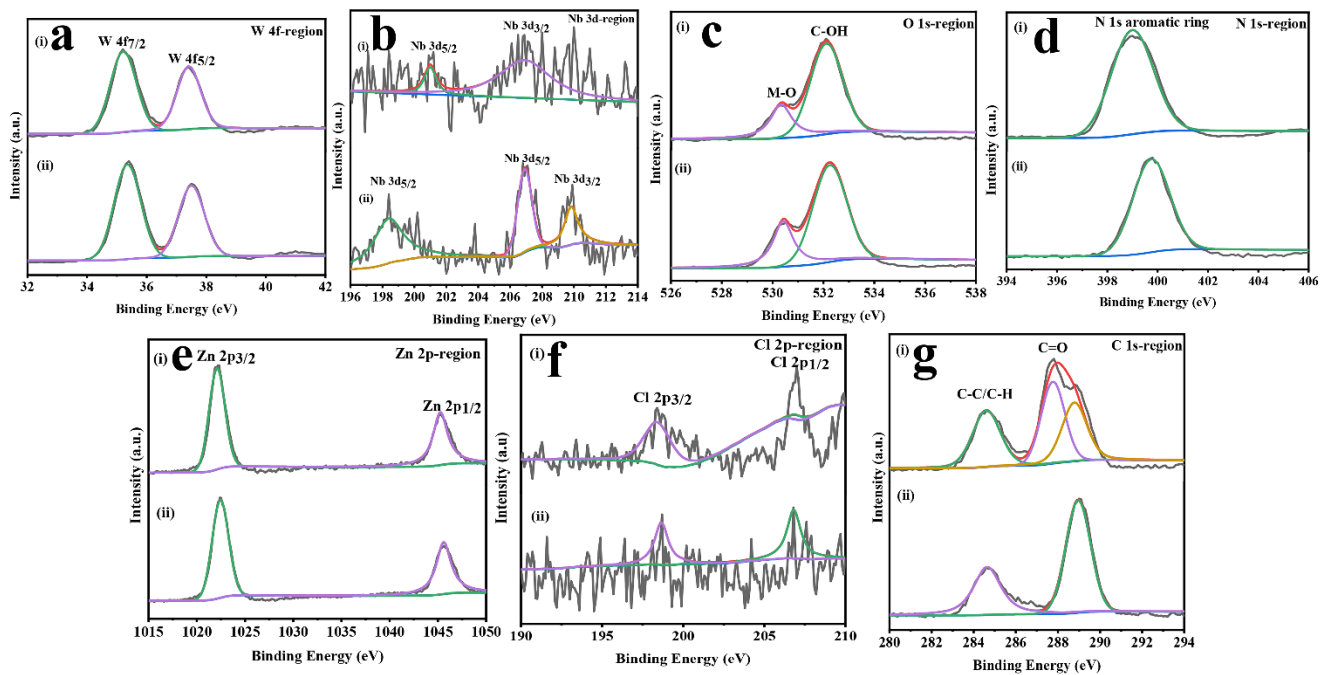 (i) a W 4f-region
W 4f7/2
W 4f5/2
(ii)
Intensity (a.u.)
32 34 36 38 40 42
Binding Energy (eV)
(i) b Nb 3d3/2 Nb 3d-region
Nb 3d5/2
Nb 3d5/2
Nb 3d5/2 Nb 3d3/2
(ii)
Intensity (a.u.)
196 198 200 202 204 206 208 210 212 214
Binding Energy (eV)
(i) c C-OH O 1s-region
M-O
(ii)
Intensity (a.u.)
526 528 530 532 534 536 538
Binding Energy (eV)
(i) d N 1s aromatic ring N 1s-region
(ii)
Intensity (a.u.)
394 396 398 400 402 404 406
Binding Energy (eV)
(i) e Zn 2p3/2 Zn 2p-region
Zn 2p1/2
(ii)
Intensity (a.u.)
1015 1020 1025 1030 1035 1040 1045 1050
Binding Energy (eV)
(i) f Cl 2p-region
Cl 2p1/2
Cl 2p3/2
(ii)
Intensity (a.u.)
190 195 200 205 210
Binding Energy (eV)
(i) g C=O C 1s-region
C-C/C-H
(ii)
Intensity (a.u.)
280 282 284 286 288 290 292 294
Binding Energy (eV)